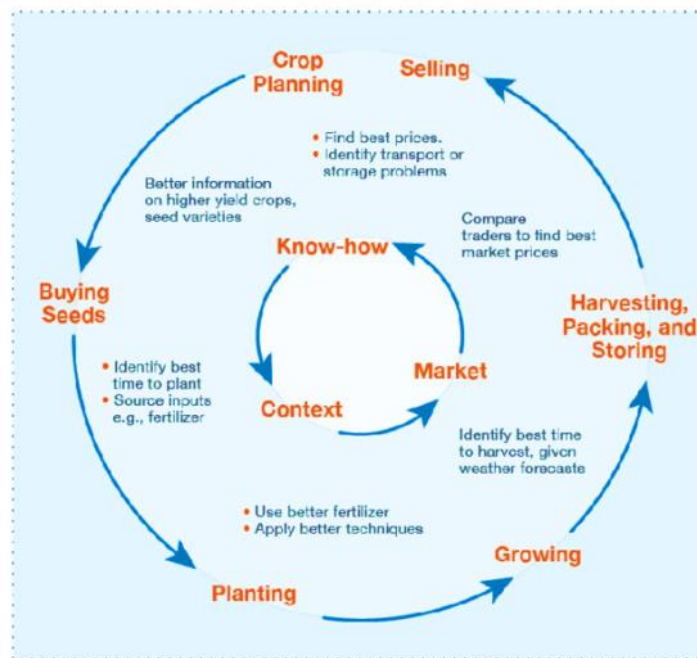 Crop
Planning
Selling
• Find best prices.
• Identify transport or
storage problems
Better information
on higher yield crops,
seed varieties
Compare
traders to find best
market prices
Know-how
Buying
Seeds
Harvesting,
Packing, and
Storing
• Identify best
time to plant
• Source inputs
e.g., fertilizer
Market
Context
Identify best time
to harvest, given
weather forecasts
• Use better fertilizer
• Apply better techniques
Growing
Planting